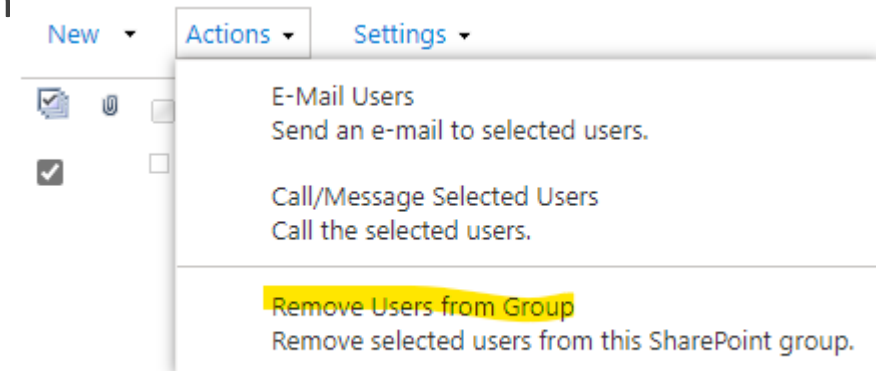 New Actions Settings
E-Mail Users
Send an e-mail to selected users.
Call/Message Selected Users
Call the selected users.
Remove Users from Group
Remove selected users from this SharePoint group.